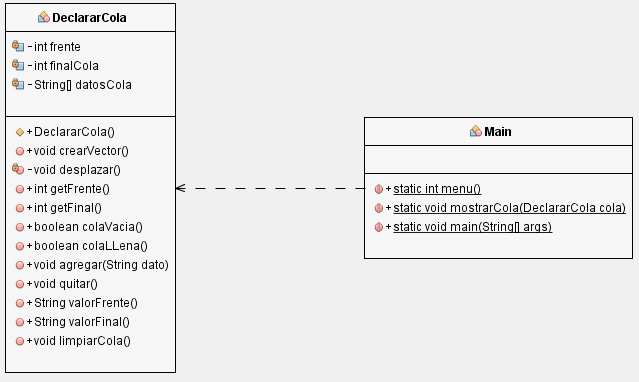 DeclararCola
- int frente
- int finalCola
- String[] datosCola
+ DeclararCola()
+ void crearVector()
- void desplazar()
+ int getFrente()
+ int getFinal()
+ boolean colaVacia()
+ boolean colaLLena()
+ void agregar(String dato)
+ void quitar()
+ String valorFrente()
+ String valorFinal()
+ void limpiarCola()
Main
+ static int menu()
+ static void mostrarCola(DeclararCola cola)
+ static void main(String[] args)